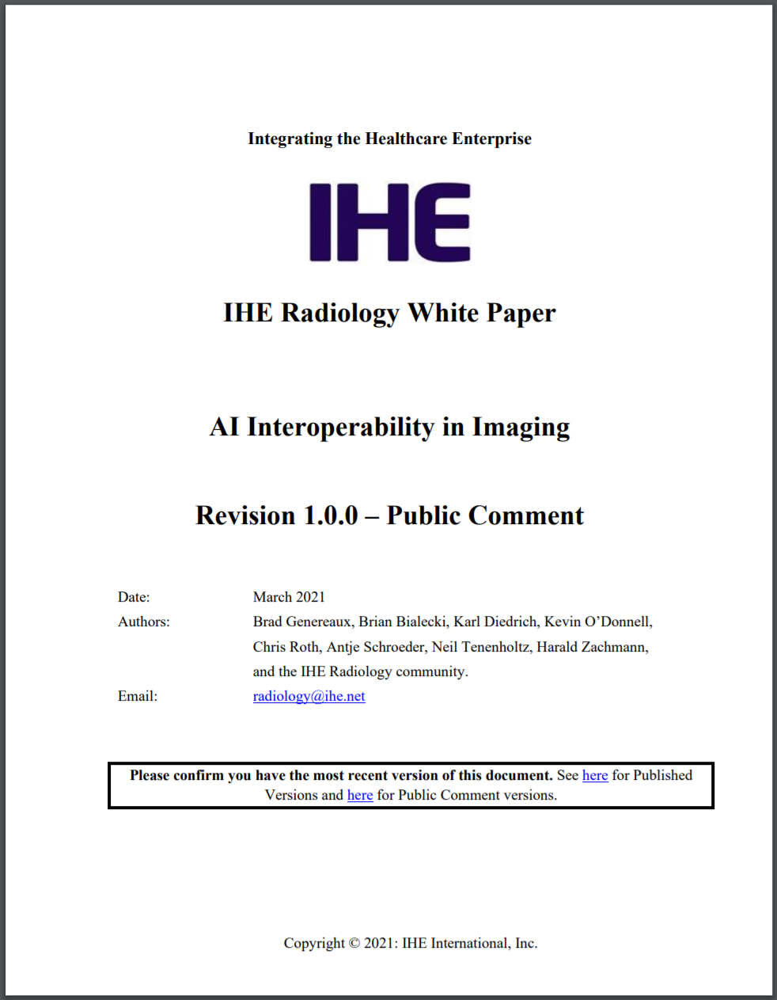 Integrating the Healthcare Enterprise
IHE
IHE Radiology White Paper
AI Interoperability in Imaging
Revision 1.0.0 – Public Comment
Date: March 2021
Authors: Brad Genereaux, Brian Bialecki, Karl Diedrich, Kevin O’Donnell,
Chris Roth, Antje Schroeder, Neil Tenenholtz, Harald Zachmann,
and the IHE Radiology community.
Email: radiology@ihe.net
Please confirm you have the most recent version of this document. See here for Published
Versions and here for Public Comment versions.
Copyright © 2021: IHE International, Inc.